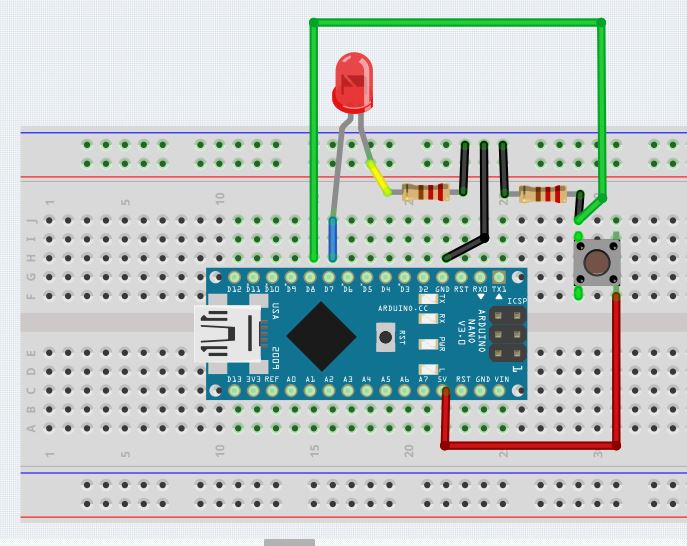 1 5 10 15 20 2 3
J
I
H
G
F
D12 D11 D10 D9 D8 D7 D6 D5 D4 D3 D2 GND RST RX0 TX1
TX
RX
PWR
L
ARDUINO.CC
RST
ARDUINO
NANO
V3.0
ICSP
1
USA
2009
D13 3V3 REF A0 A1 A2 A3 A4 A5 A6 A7 5V RST GND VIN
E
D
C
B
A
1 5 10 15 20 2 3